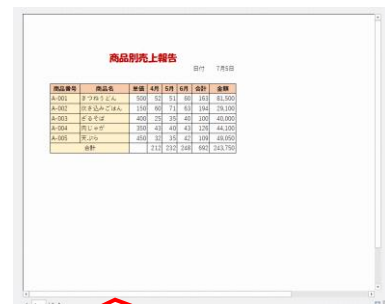 商品別売上報告
日付 7月5日
商品番号 商品名 単価 4月 5月 6月 合計 金額
A-001 きつねうどん 500 52 51 60 163 81,500
A-002 炊き込みごはん 150 60 71 63 194 29,100
A-003 ざるそば 400 25 35 40 100 40,000
A-004 肉じゃが 350 43 40 43 126 44,100
A-005 天ぷら 450 32 35 42 109 49,050
合計 212 232 248 692 243,750